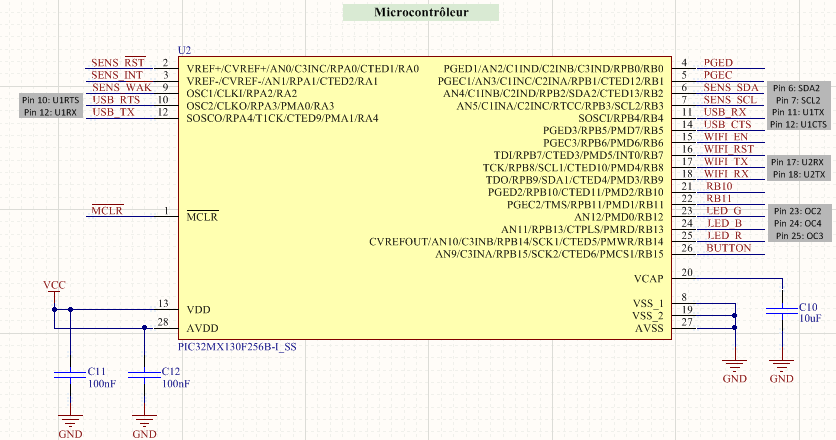 Microcontrôleur
U2
SENS_RST 2 VREF+/CVREF+/AN0/C3INC/RPA0/CTED1/RA0
SENS_INT 3 VREF-/CVREF-/AN1/RPA1/CTED2/RA1
SENS_WAK 9 OSC1/CLKI/RPA2/RA2
Pin 10: U1RTS USB_RTS 10 OSC2/CLKO/RPA3/PMA0/RA3
Pin 12: U1RX USB_TX 12 SOSCO/RPA4/T1CK/CTED9/PMA1/RA4
MCLR 1 MCLR
VCC
13 VDD
28 AVDD
PGED1/AN2/C1IND/C2INB/C3IND/RPB0/RB0 4 PGED
PGEC1/AN3/C1INC/C2INA/RPB1/CTED12/RB1 5 PGEC
AN4/C1INB/C2IND/RPB2/SDA2/CTED13/RB2 6 SENS_SDA Pin 6: SDA2
AN5/C1INA/C2INC/RTCC/RPB3/SCL2/RB3 7 SENS_SCL Pin 7: SCL2
SOSCI/RPB4/RB4 11 USB_RX Pin 11: U1TX
PGED3/RPB5/PMD7/RB5 14 USB_CTS Pin 12: U1CTS
PGEC3/RPB6/PMD6/RB6 15 WIFI_EN
TDI/RPB7/CTED3/PMD5/INT0/RB7 16 WIFI_RST
TCK/RPB8/SCL1/CTED10/PMD4/RB8 17 WIFI_TX Pin 17: U2RX
TDO/RPB9/SDA1/CTED4/PMD3/RB9 18 WIFI_RX Pin 18: U2TX
PGED2/RPB10/CTED11/PMD2/RB10 21 RB10
PGEC2/TMS/RPB11/PMD1/RB11 22 RB11
AN12/PMD0/RB12 23 LED_G Pin 23: OC2
AN11/RPB13/CTPLS/PMRD/RB13 24 LED_B Pin 24: OC4
CVREFOUT/AN10/C3INB/RPB14/SCK1/CTED5/PMWR/RB14 25 LED_R Pin 25: OC3
AN9/C3INA/RPB15/SCK2/CTED6/PMCS1/RB15 26 BUTTON
VCAP 20
VSS_1 8
VSS_2 19
AVSS 27
C10
10uF
PIC32MX130F256B-I_SS
C11
100nF
C12
100nF
GND
GND
GND
GND